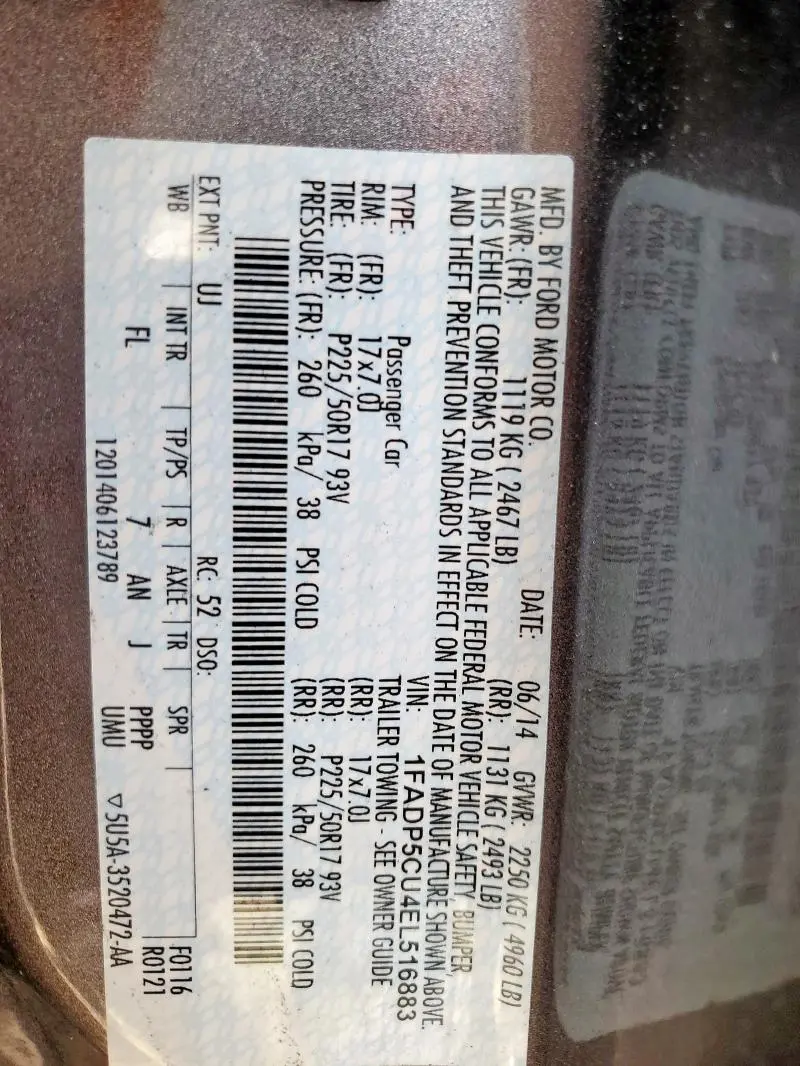 MFD. BY FORD MOTOR CO.
DATE: 06/14 GVWR: 2250 KG ( 4960 LB)
GAWR: (FR): 1119 KG ( 2467 LB) (RR): 1131 KG ( 2493 LB)
THIS VEHICLE CONFORMS TO ALL APPLICABLE FEDERAL MOTOR VEHICLE SAFETY, BUMPER,
AND THEFT PREVENTION STANDARDS IN EFFECT ON THE DATE OF MANUFACTURE SHOWN ABOVE.
VIN: 1FADP5CU4EL516883
TYPE: Passenger Car TRAILER TOWING - SEE OWNER GUIDE
RIM: (FR): 17x7.0J (RR): 17x7.0J
TIRE: (FR): P225/50R17 93V (RR): P225/50R17 93V
PRESSURE: (FR): 260 kPa/ 38 PSI COLD (RR): 260 kPa/ 38 PSI COLD
EXT PNT: UJ RC: 52 DSO:
WB INT TR TP/PS R AXLE TR SPR F0116
FL 7 AN J PPPP R0121
1201406123789 UMU ▽5U5A-3520472-AA